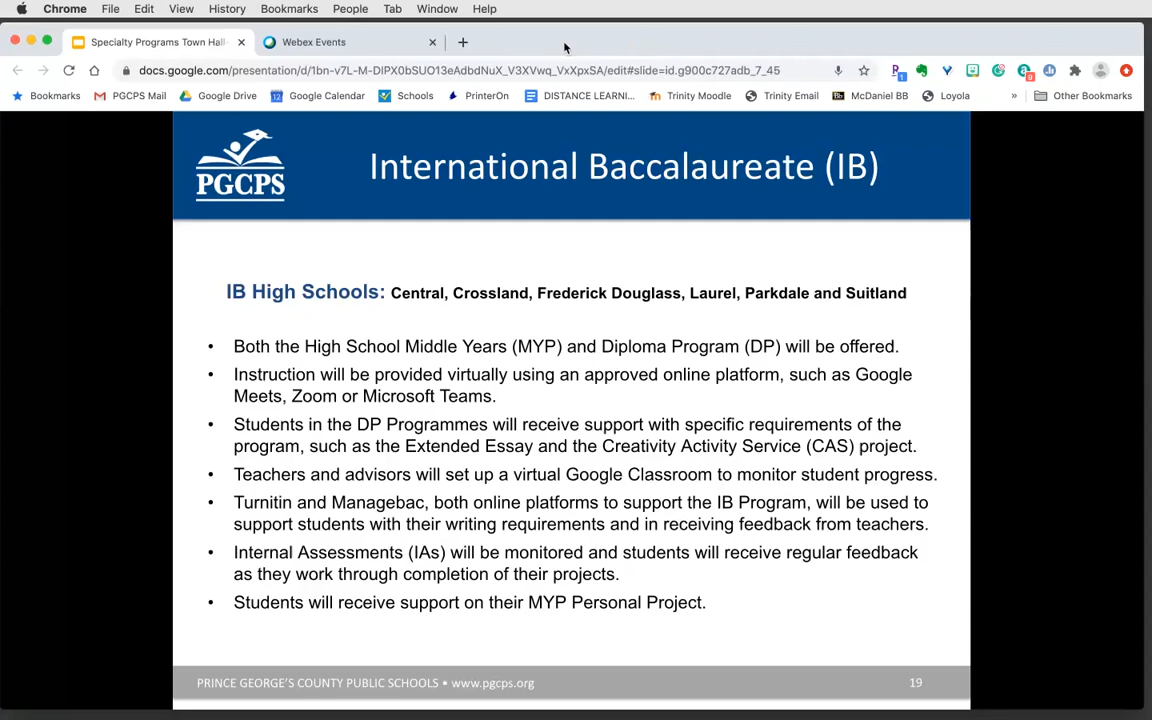 Chrome File Edit View History Bookmarks People Tab Window Help
Specialty Programs Town Hall Webex Events
docs.google.com/presentation/d/1bn-v7L-M-DIPX0bSUO13eAdbdNuX_V3XVwq_VxXpxSA/edit#slide=id.g900c727adb_7_45
Bookmarks PGCPS Mail Google Drive Google Calendar Schools PrinterOn DISTANCE LEARNI... Trinity Moodle Trinity Email McDaniel BB Loyola » Other Bookmarks
PGCPS
International Baccalaureate (IB)
IB High Schools: Central, Crossland, Frederick Douglass, Laurel, Parkdale and Suitland
• Both the High School Middle Years (MYP) and Diploma Program (DP) will be offered.
• Instruction will be provided virtually using an approved online platform, such as Google
Meets, Zoom or Microsoft Teams.
• Students in the DP Programmes will receive support with specific requirements of the
program, such as the Extended Essay and the Creativity Activity Service (CAS) project.
• Teachers and advisors will set up a virtual Google Classroom to monitor student progress.
• Turnitin and Managebac, both online platforms to support the IB Program, will be used to
support students with their writing requirements and in receiving feedback from teachers.
• Internal Assessments (IAs) will be monitored and students will receive regular feedback
as they work through completion of their projects.
• Students will receive support on their MYP Personal Project.
PRINCE GEORGE'S COUNTY PUBLIC SCHOOLS • www.pgcps.org 19